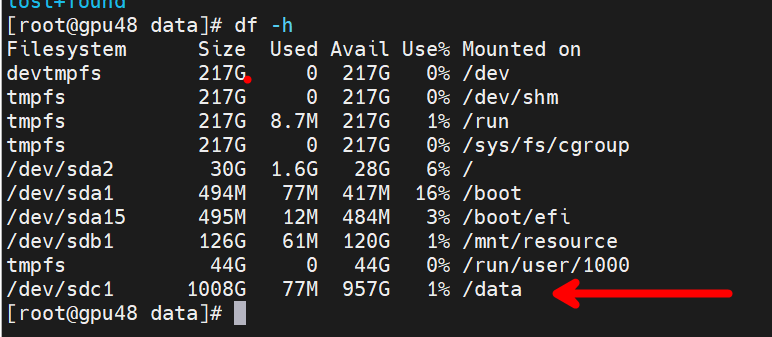 lost+found
[root@gpu48 data]# df -h
Filesystem      Size  Used Avail Use% Mounted on
devtmpfs        217G     0  217G   0% /dev
tmpfs           217G     0  217G   0% /dev/shm
tmpfs           217G  8.7M  217G   1% /run
tmpfs           217G     0  217G   0% /sys/fs/cgroup
/dev/sda2        30G  1.6G   28G   6% /
/dev/sda1       494M   77M  417M  16% /boot
/dev/sda15      495M   12M  484M   3% /boot/efi
/dev/sdb1       126G   61M  120G   1% /mnt/resource
tmpfs            44G     0   44G   0% /run/user/1000
/dev/sdc1      1008G   77M  957G   1% /data
[root@gpu48 data]#